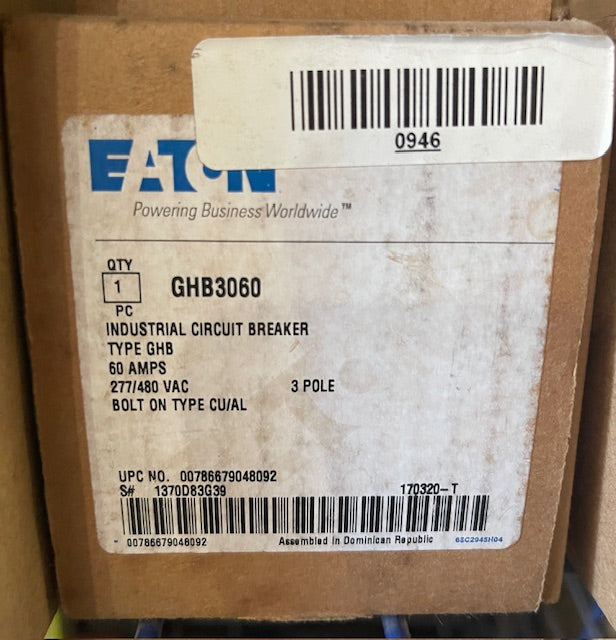 0946
EATON
Powering Business Worldwide™
QTY
1 GHB3060
PC
INDUSTRIAL CIRCUIT BREAKER
TYPE GHB
60 AMPS
277/480 VAC 3 POLE
BOLT ON TYPE CU/AL
UPC NO. 00786679048092
S# 1370D83G39 170320-T
00786679048092 Assembled in Dominican Republic 68C2945H04